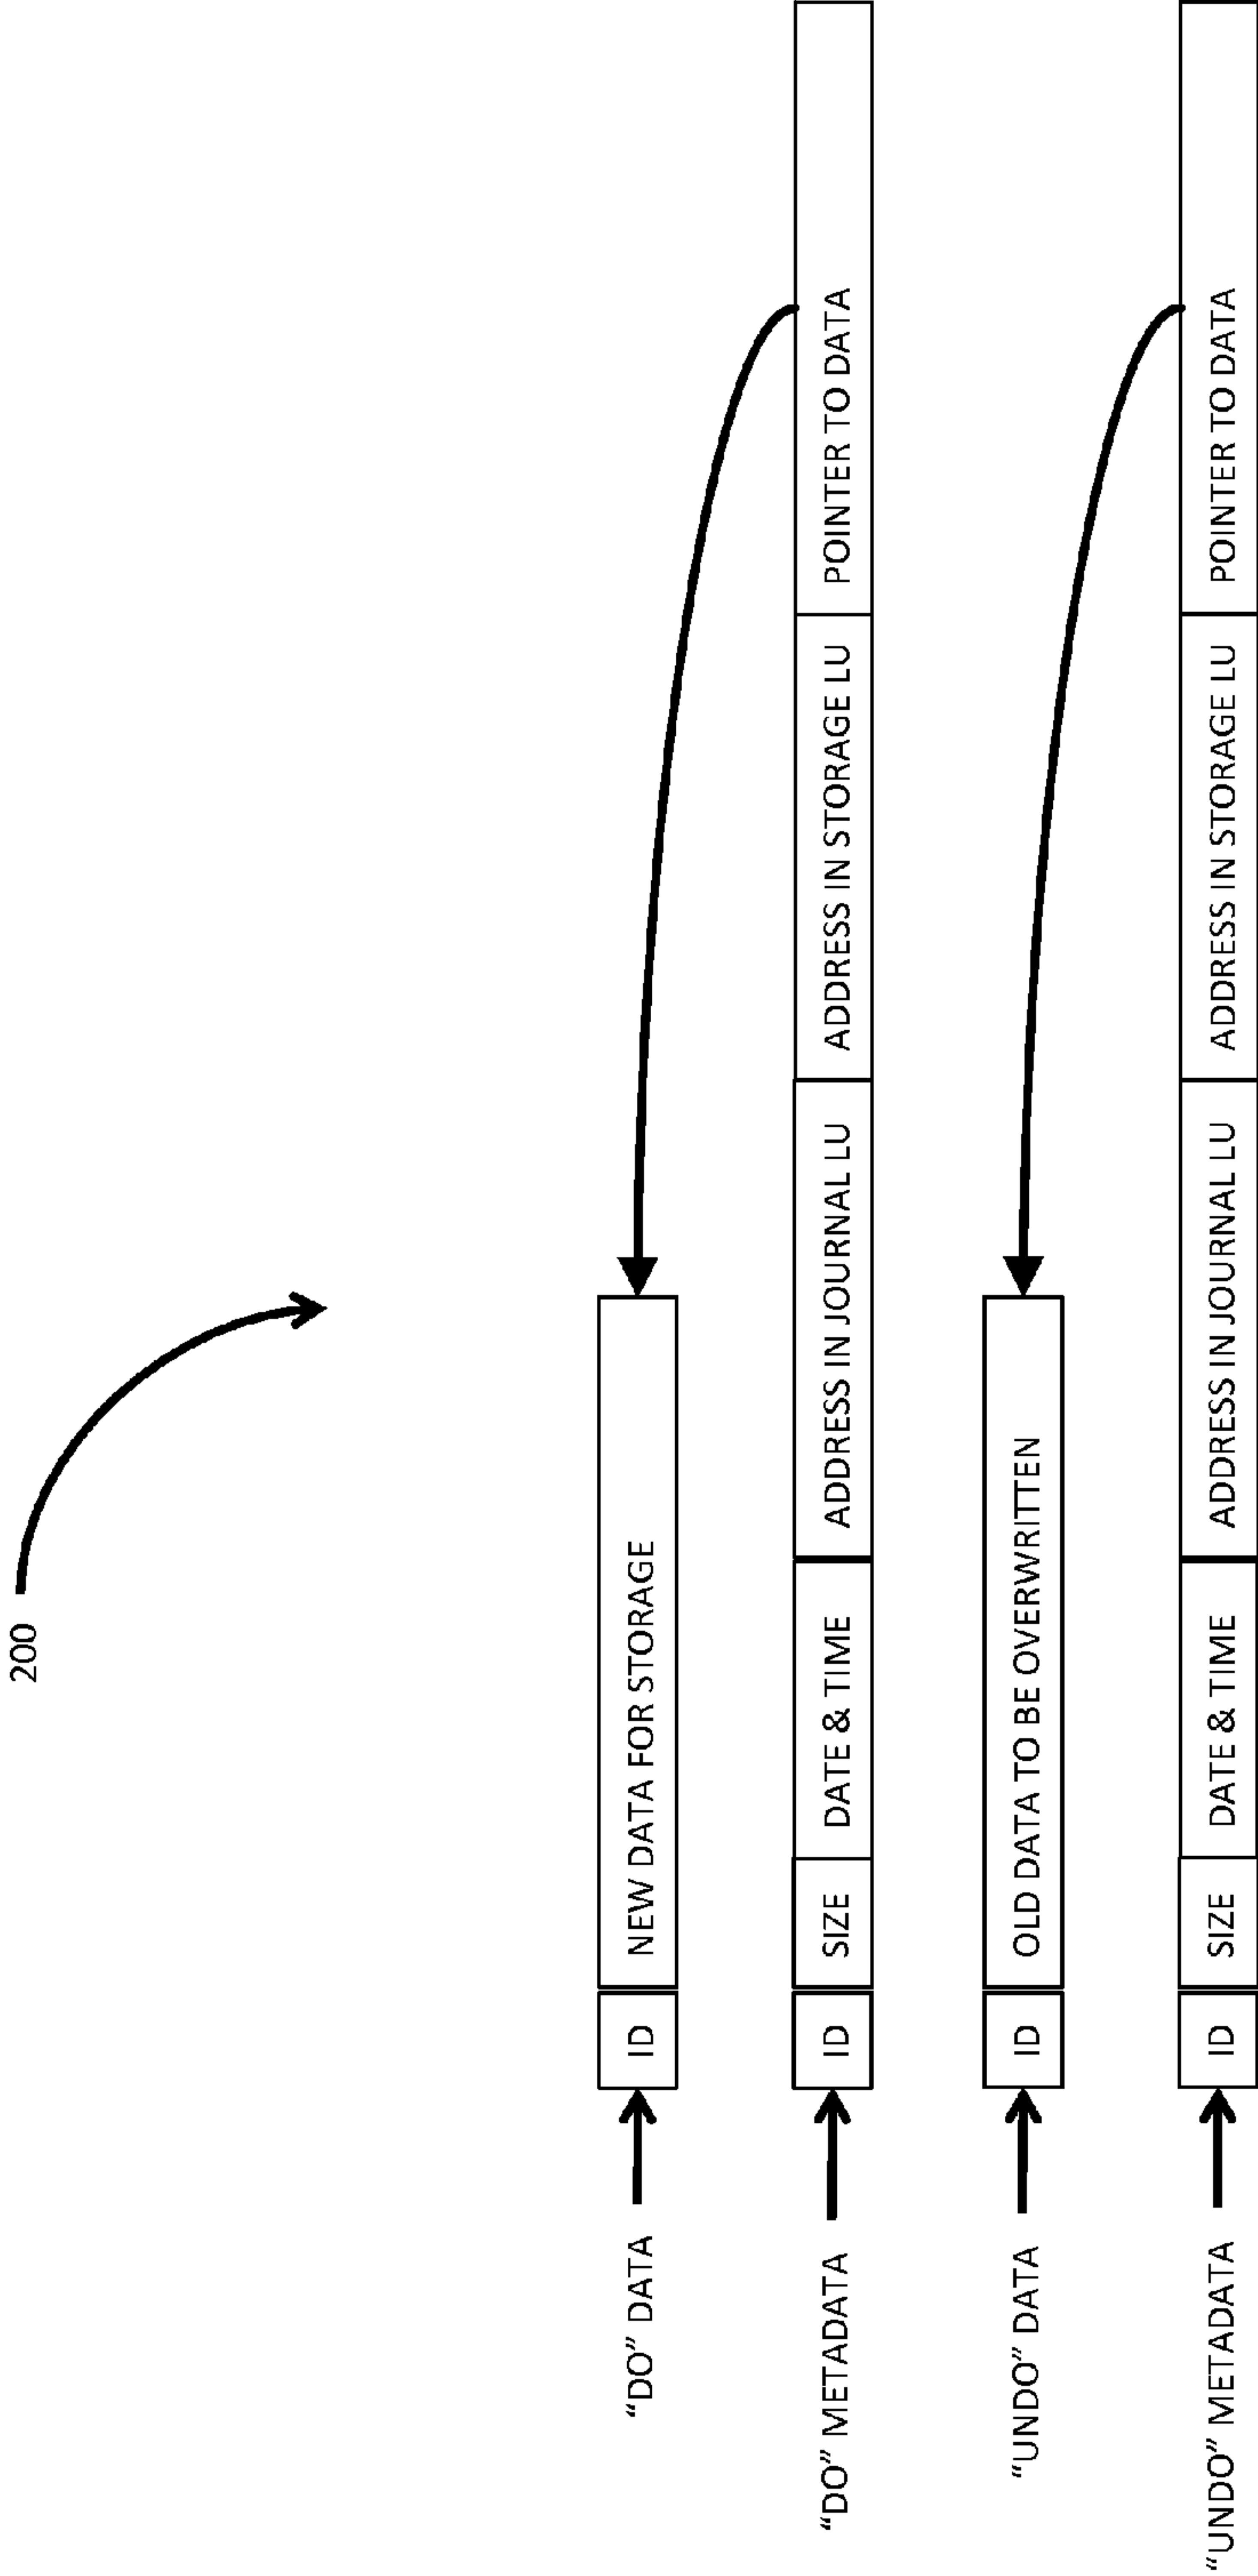 200
“DO” DATA ID NEW DATA FOR STORAGE
“DO” METADATA ID SIZE DATE & TIME ADDRESS IN JOURNAL LU ADDRESS IN STORAGE LU POINTER TO DATA
“UNDO” DATA ID OLD DATA TO BE OVERWRITTEN
“UNDO” METADATA ID SIZE DATE & TIME ADDRESS IN JOURNAL LU ADDRESS IN STORAGE LU POINTER TO DATA